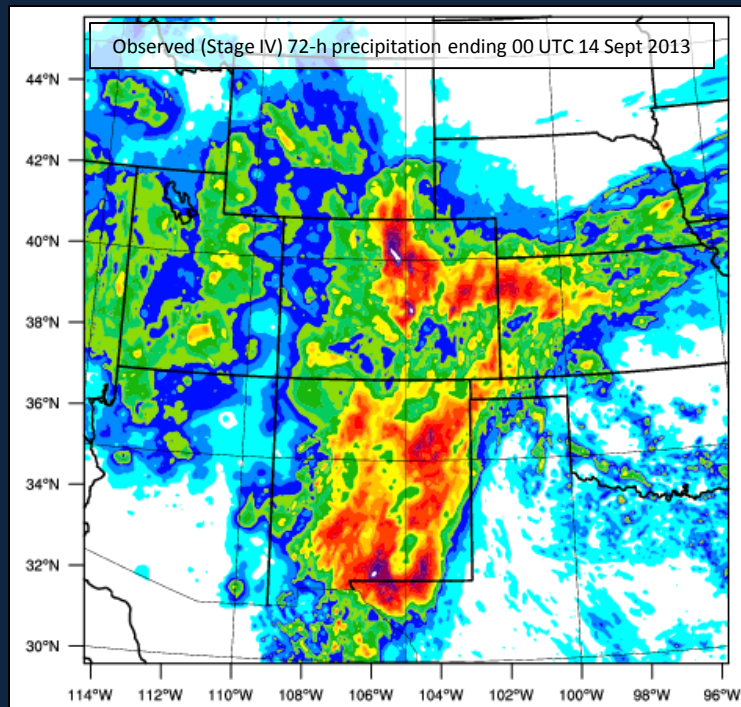 Observed (Stage IV) 72-h precipitation ending 00 UTC 14 Sept 2013
44°N
42°N
40°N
38°N
36°N
34°N
32°N
30°N
114°W 112°W 110°W 108°W 106°W 104°W 102°W 100°W 98°W 96°W